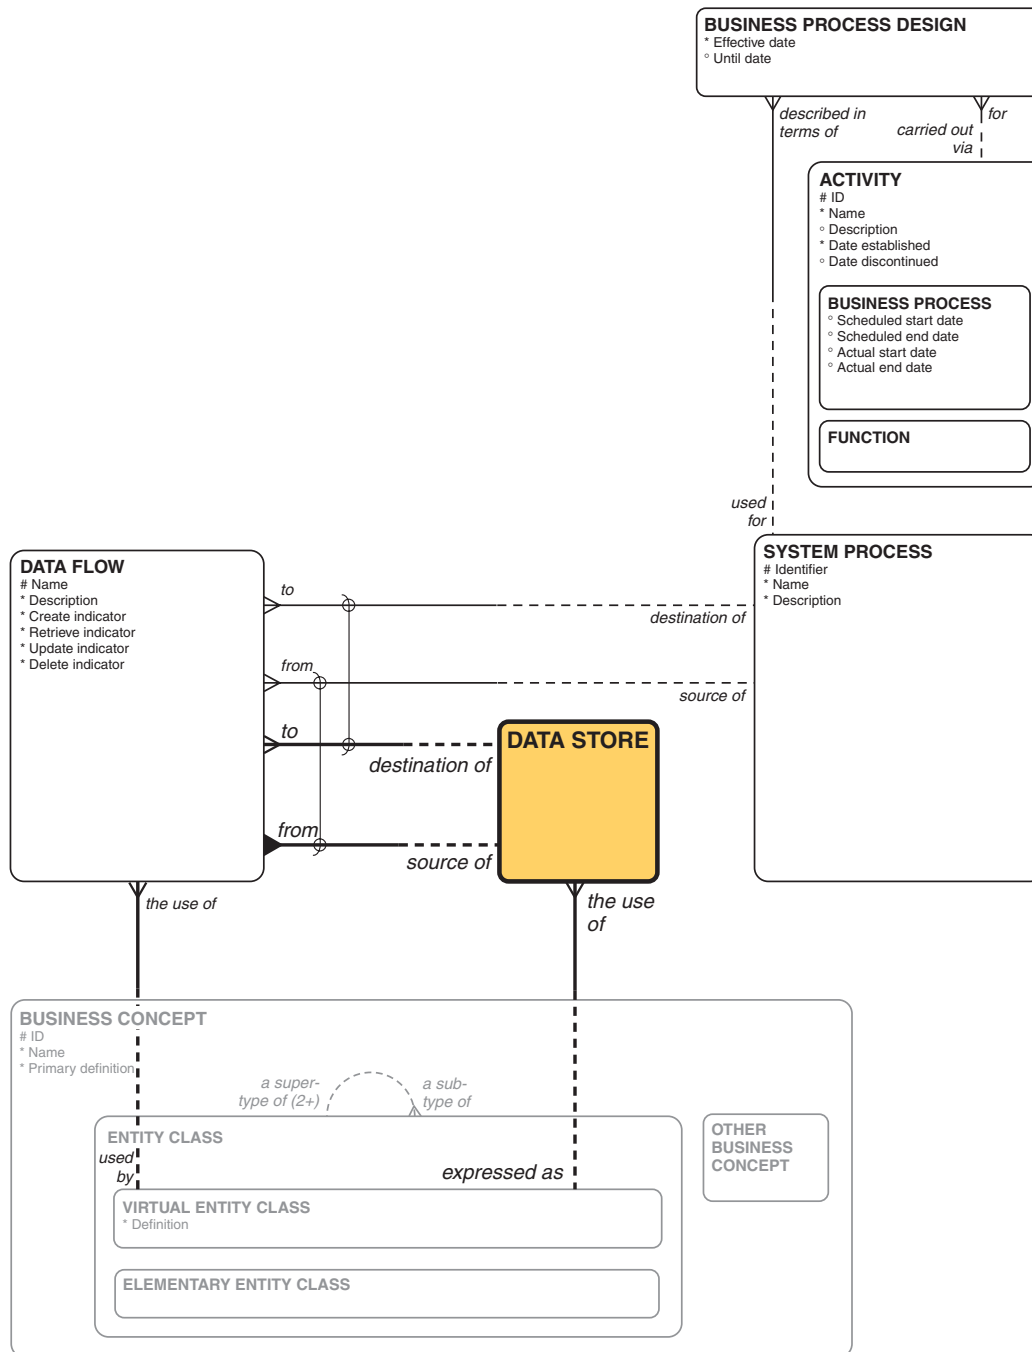 BUSINESS PROCESS DESIGN
* Effective date
° Until date
described in
terms of
for
carried out
via
ACTIVITY
# ID
* Name
° Description
* Date established
° Date discontinued
BUSINESS PROCESS
° Scheduled start date
° Scheduled end date
° Actual start date
° Actual end date
FUNCTION
used
for
SYSTEM PROCESS
# Identifier
* Name
* Description
DATA FLOW
# Name
* Description
* Create indicator
* Retrieve indicator
* Update indicator
* Delete indicator
to
destination of
from
source of
to
destination of
DATA STORE
from
source of
the use of
the use
of
BUSINESS CONCEPT
# ID
* Name
* Primary definition
a super-
type of (2+)
a sub-
type of
ENTITY CLASS
used
by
expressed as
OTHER
BUSINESS
CONCEPT
VIRTUAL ENTITY CLASS
* Definition
ELEMENTARY ENTITY CLASS